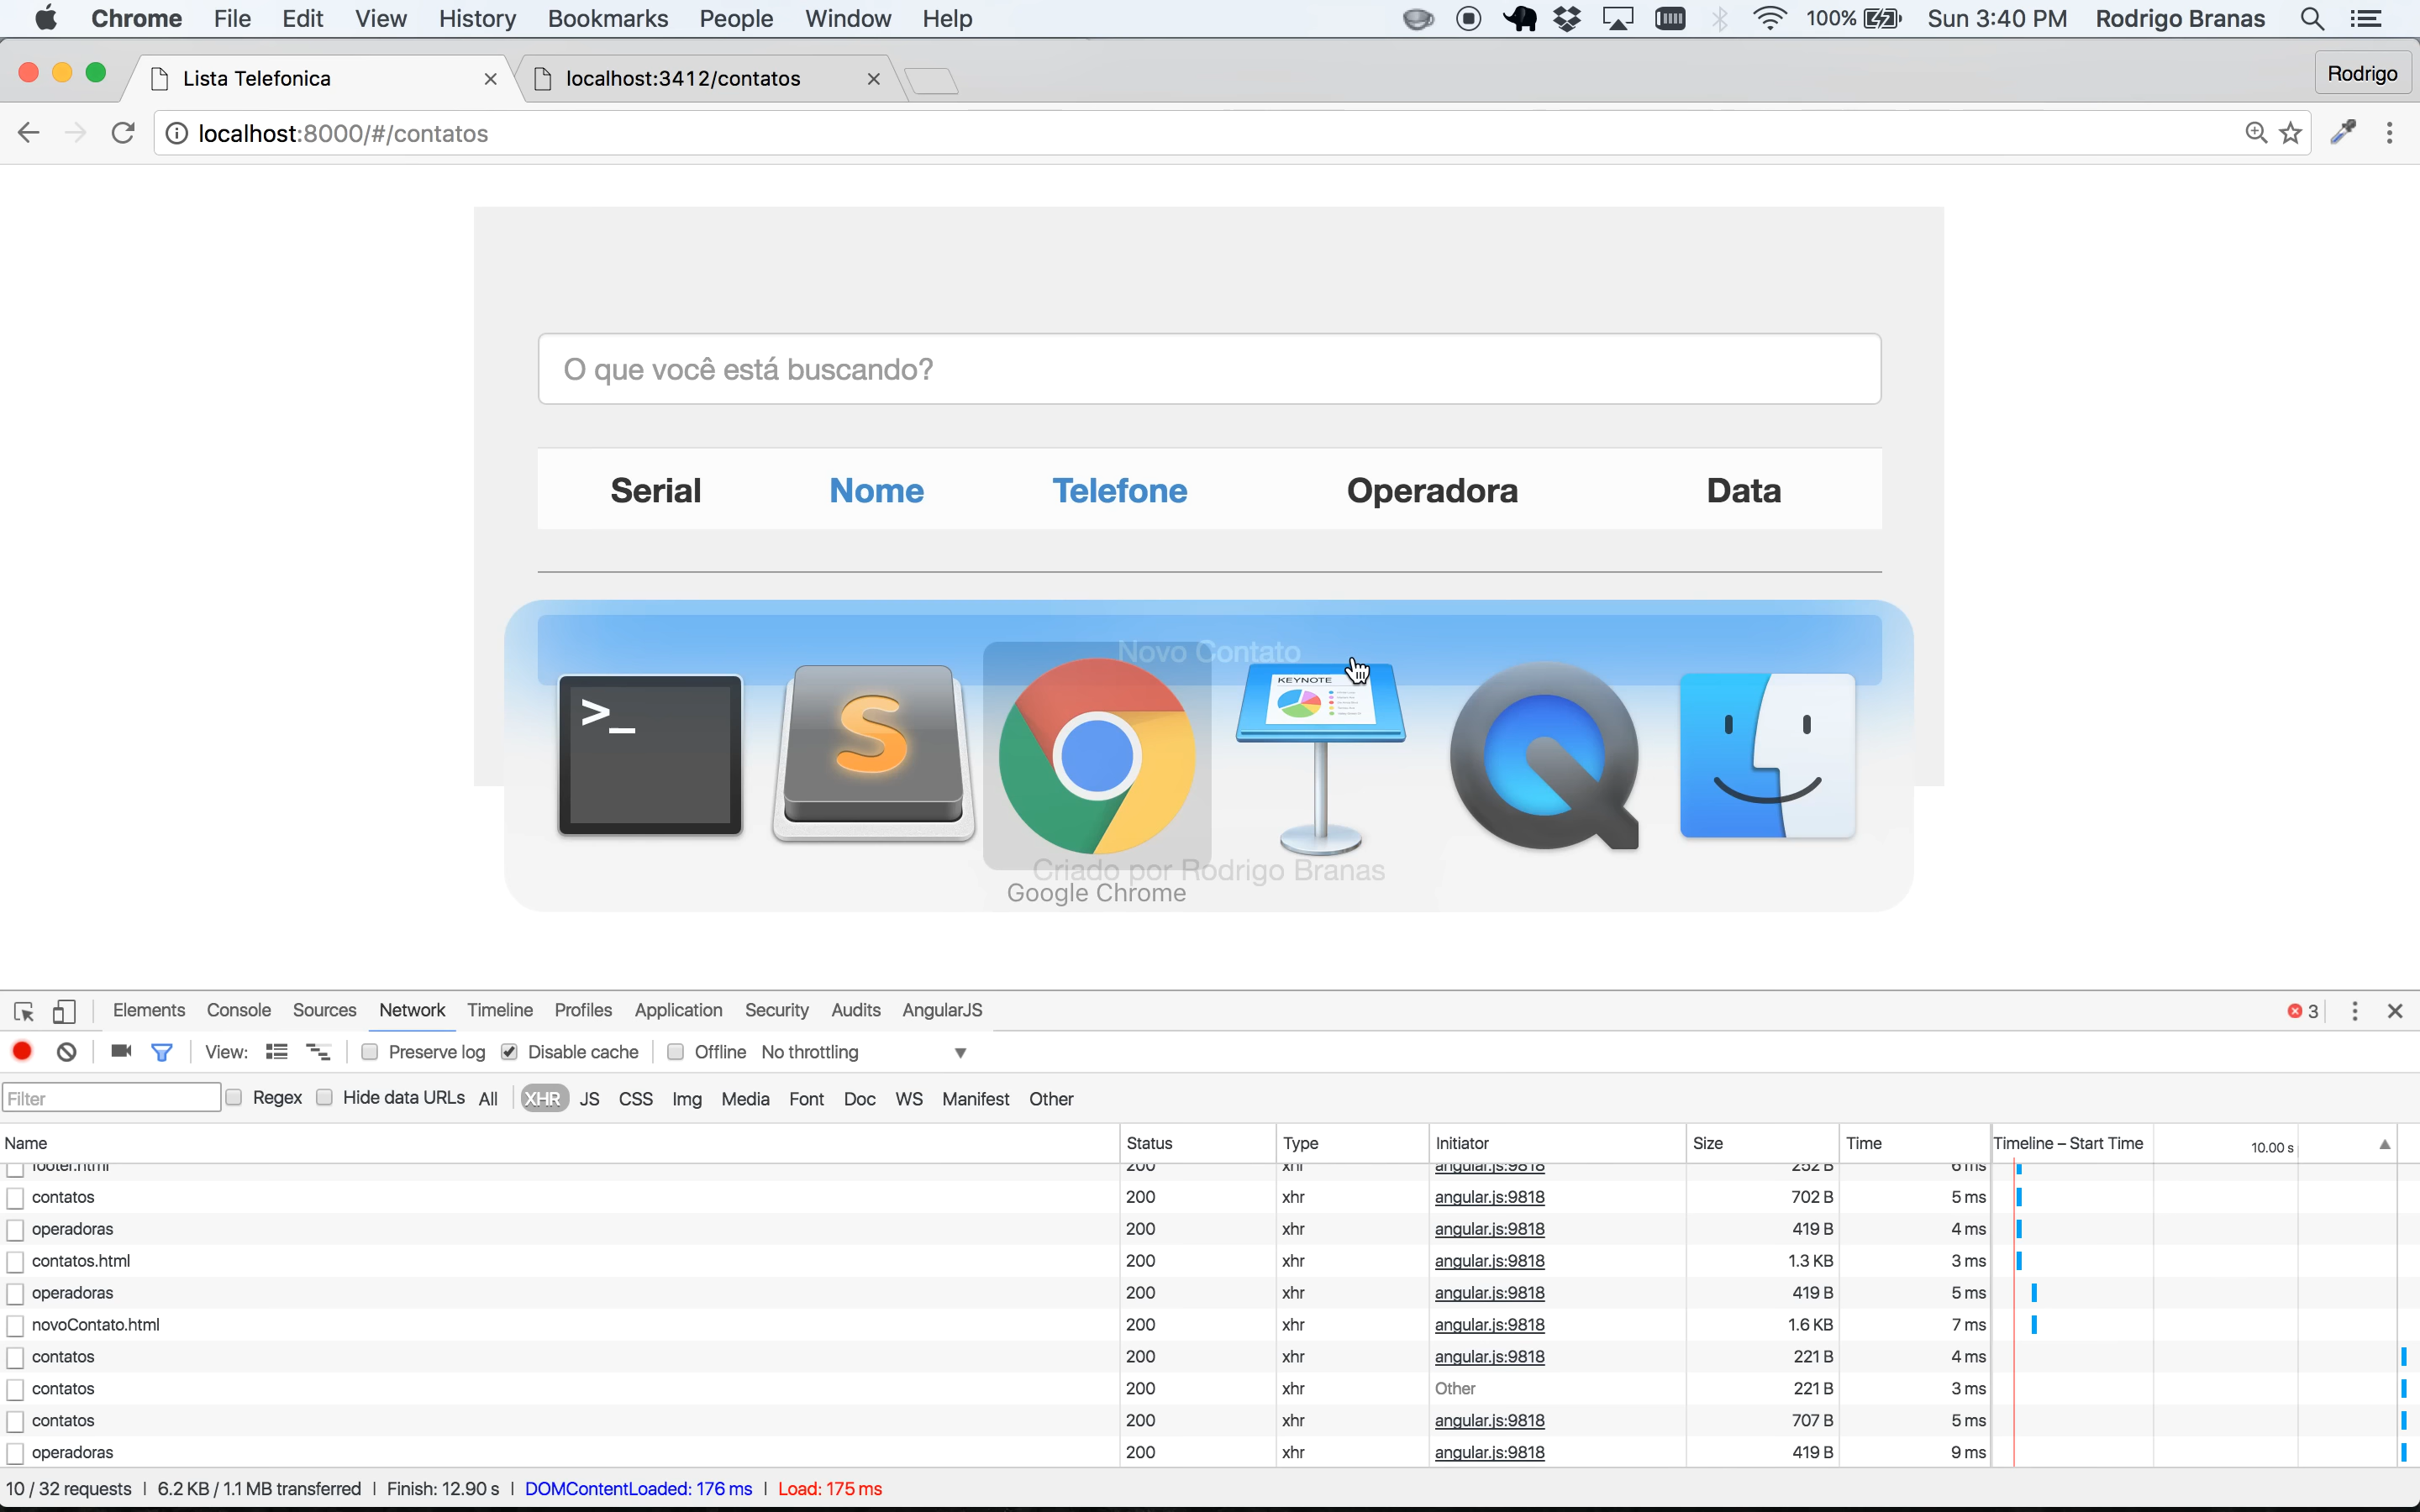 Chrome File Edit View History Bookmarks People Window Help 100% Sun 3:40 PM Rodrigo Branas
Lista Telefonica localhost:3412/contatos Rodrigo
localhost:8000/#/contatos
O que você está buscando?
Serial Nome Telefone Operadora Data
Novo Contato
KEYNOTE
>_
S
Criado por Rodrigo Branas
Google Chrome
Elements Console Sources Network Timeline Profiles Application Security Audits AngularJS 3
View: Preserve log Disable cache Offline No throttling
Filter Regex Hide data URLs All XHR JS CSS Img Media Font Doc WS Manifest Other
Name Status Type Initiator Size Time Timeline – Start Time 10.00 s
footer.html 200 xhr angular.js:9818 252 B 6 ms
contatos 200 xhr angular.js:9818 702 B 5 ms
operadoras 200 xhr angular.js:9818 419 B 4 ms
contatos.html 200 xhr angular.js:9818 1.3 KB 3 ms
operadoras 200 xhr angular.js:9818 419 B 5 ms
novoContato.html 200 xhr angular.js:9818 1.6 KB 7 ms
contatos 200 xhr angular.js:9818 221 B 4 ms
contatos 200 xhr Other 221 B 3 ms
contatos 200 xhr angular.js:9818 707 B 5 ms
operadoras 200 xhr angular.js:9818 419 B 9 ms
10 / 32 requests | 6.2 KB / 1.1 MB transferred | Finish: 12.90 s | DOMContentLoaded: 176 ms | Load: 175 ms